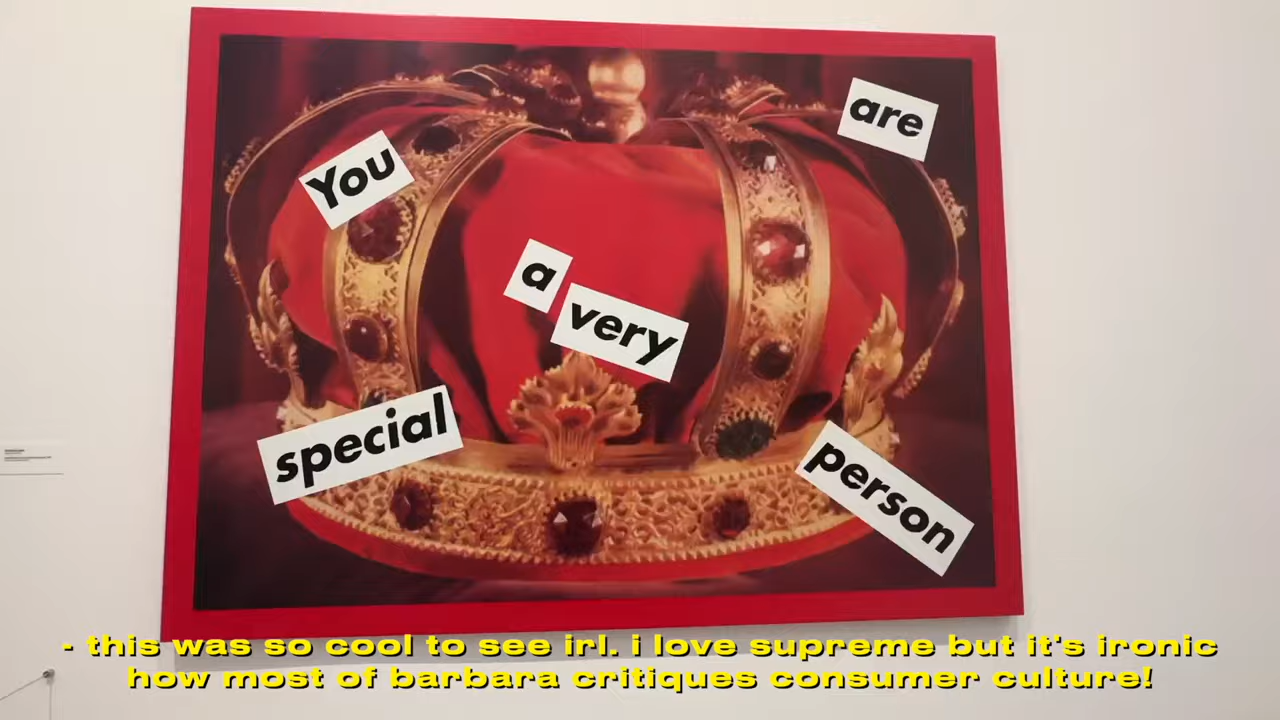 You
are
a
very
special
person
- this was so cool to see irl. i love supreme but it's ironic
how most of barbara critiques consumer culture!